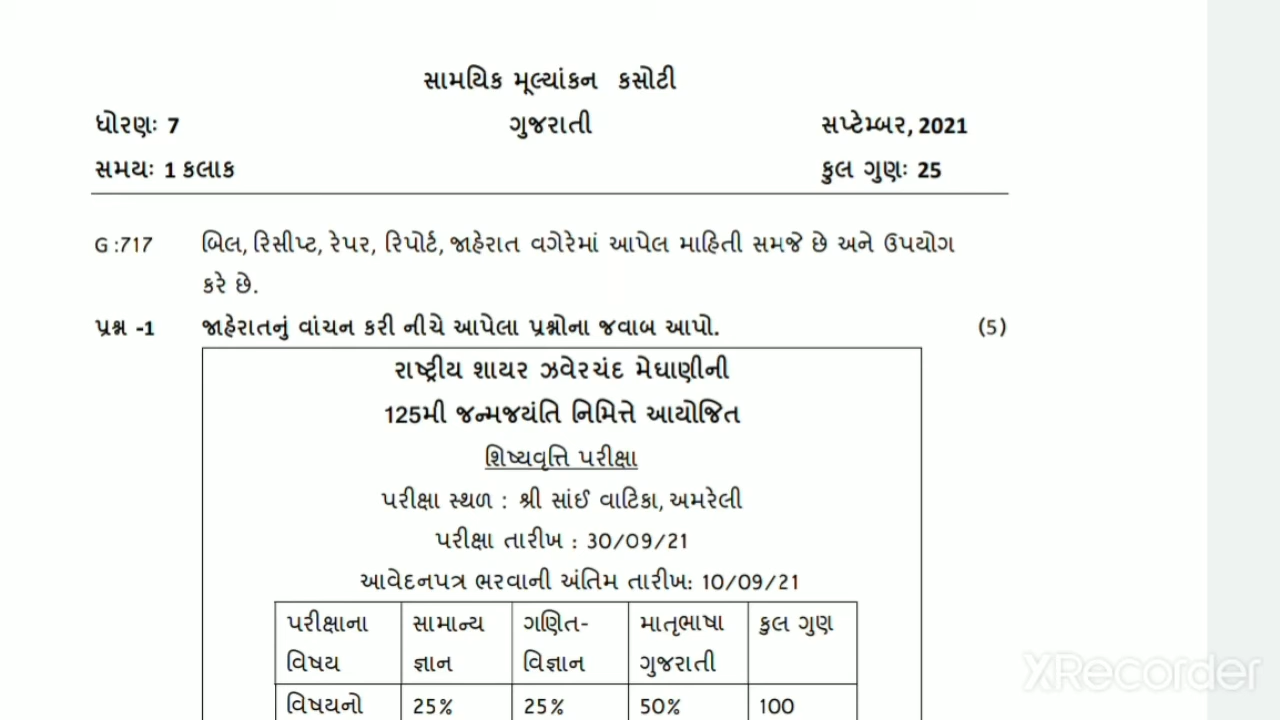 સામયિક મૂલ્યાંકન કસોટી
ધોરણઃ 7 ગુજરાતી સપ્ટેમ્બર, 2021
સમયઃ 1 કલાક કુલ ગુણઃ 25
G :717 બિલ, રિસીપ્ટ, રેપર, રિપોર્ટ, જાહેરાત વગેરેમાં આપેલ માહિતી સમજે છે અને ઉપયોગ
કરે છે.
પ્રશ્ન -1 જાહેરાતનું વાંચન કરી નીચે આપેલા પ્રશ્નોના જવાબ આપો. (5)
રાષ્ટ્રીય શાયર ઝવેરચંદ મેઘાણીની
125મી જન્મજયંતિ નિમિત્તે આયોજિત
શિષ્યવૃત્તિ પરીક્ષા
પરીક્ષા સ્થળ : શ્રી સાંઈ વાટિકા, અમરેલી
પરીક્ષા તારીખ : 30/09/21
આવેદનપત્ર ભરવાની અંતિમ તારીખ: 10/09/21
પરીક્ષાના સામાન્ય ગણિત- માતૃભાષા કુલ ગુણ
વિષય જ્ઞાન વિજ્ઞાન ગુજરાતી
વિષયનો 25% 25% 50% 100
XRecorder